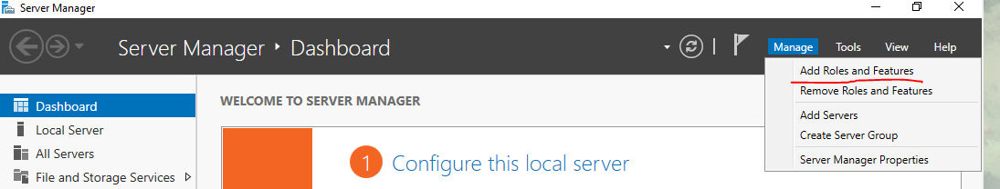 Server Manager
Server Manager ‣ Dashboard
Manage Tools View Help
Add Roles and Features
Remove Roles and Features
Add Servers
Create Server Group
Server Manager Properties
Dashboard
Local Server
All Servers
File and Storage Services
WELCOME TO SERVER MANAGER
1 Configure this local server